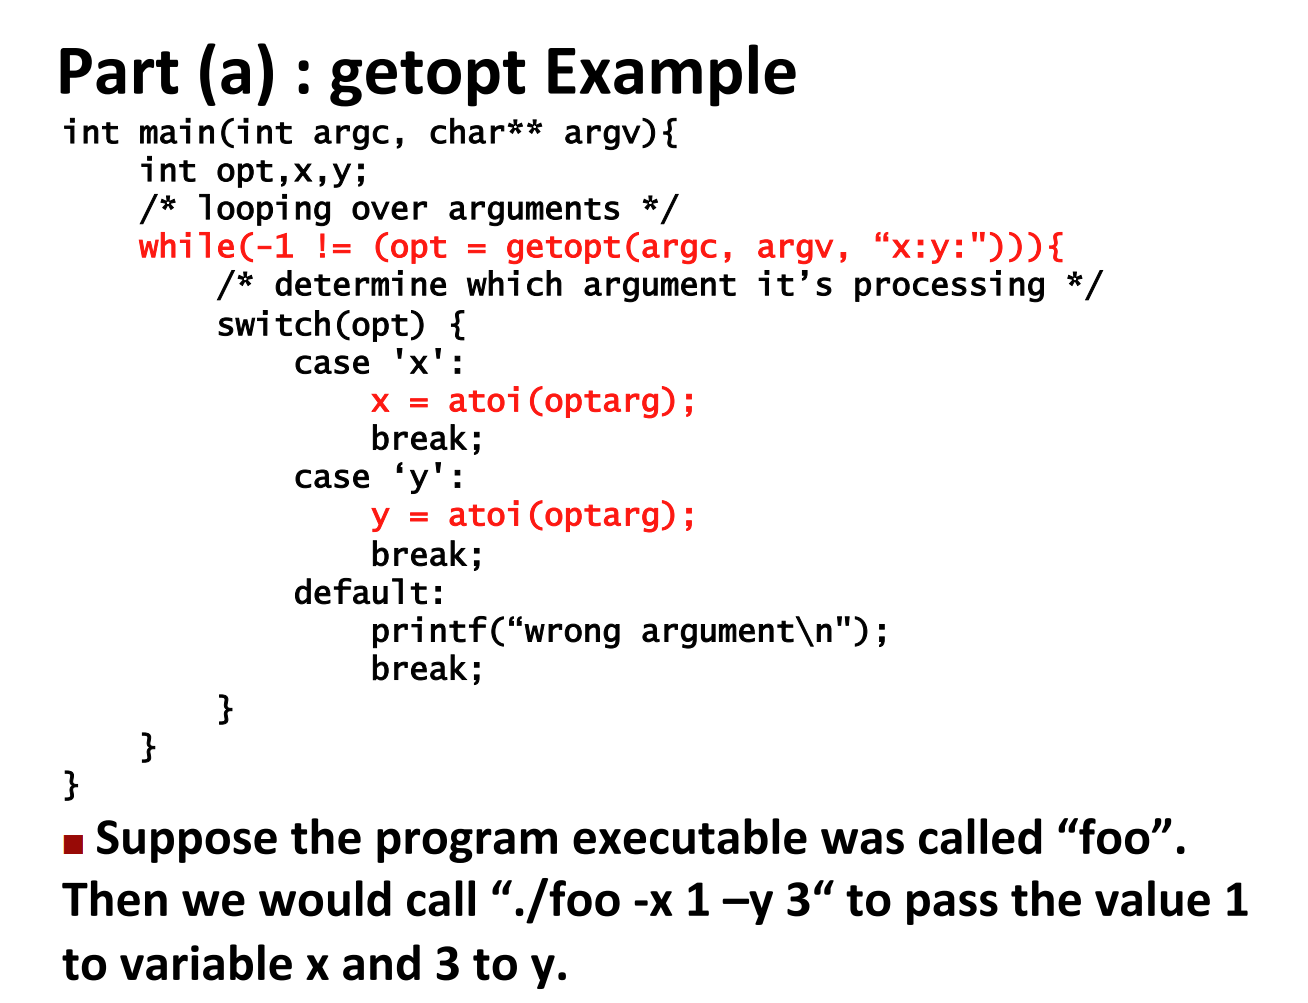 Part (a) : getopt Example
int main(int argc, char** argv){
    int opt,x,y;
    /* looping over arguments */
    while(-1 != (opt = getopt(argc, argv, “x:y:"))){
        /* determine which argument it’s processing */
        switch(opt) {
            case 'x':
                x = atoi(optarg);
                break;
            case ‘y':
                y = atoi(optarg);
                break;
            default:
                printf(“wrong argument\n");
                break;
        }
    }
}
■ Suppose the program executable was called “foo”.
Then we would call “./foo -x 1 –y 3“ to pass the value 1
to variable x and 3 to y.